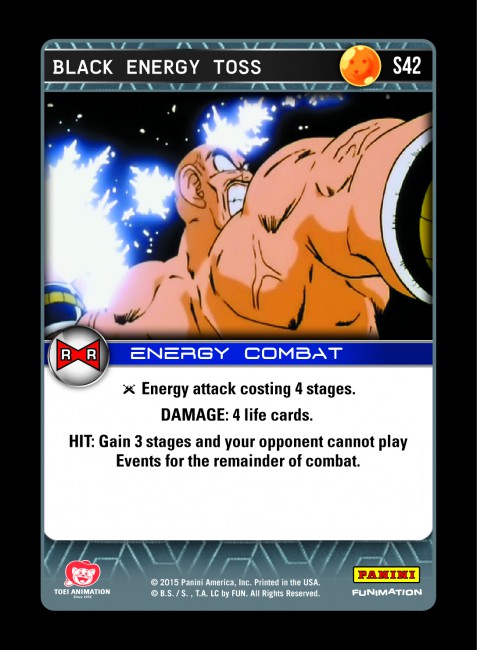 BLACK ENERGY TOSS
S42
R R
ENERGY COMBAT
Energy attack costing 4 stages.
DAMAGE: 4 life cards.
HIT: Gain 3 stages and your opponent cannot play
Events for the remainder of combat.
TOEI ANIMATION
Since 1956
© 2015 Panini America, Inc. Printed in the USA.
© B.S. / S. , T.A. LC by FUN. All Rights Reserved.
PANINI
FUNIMATION